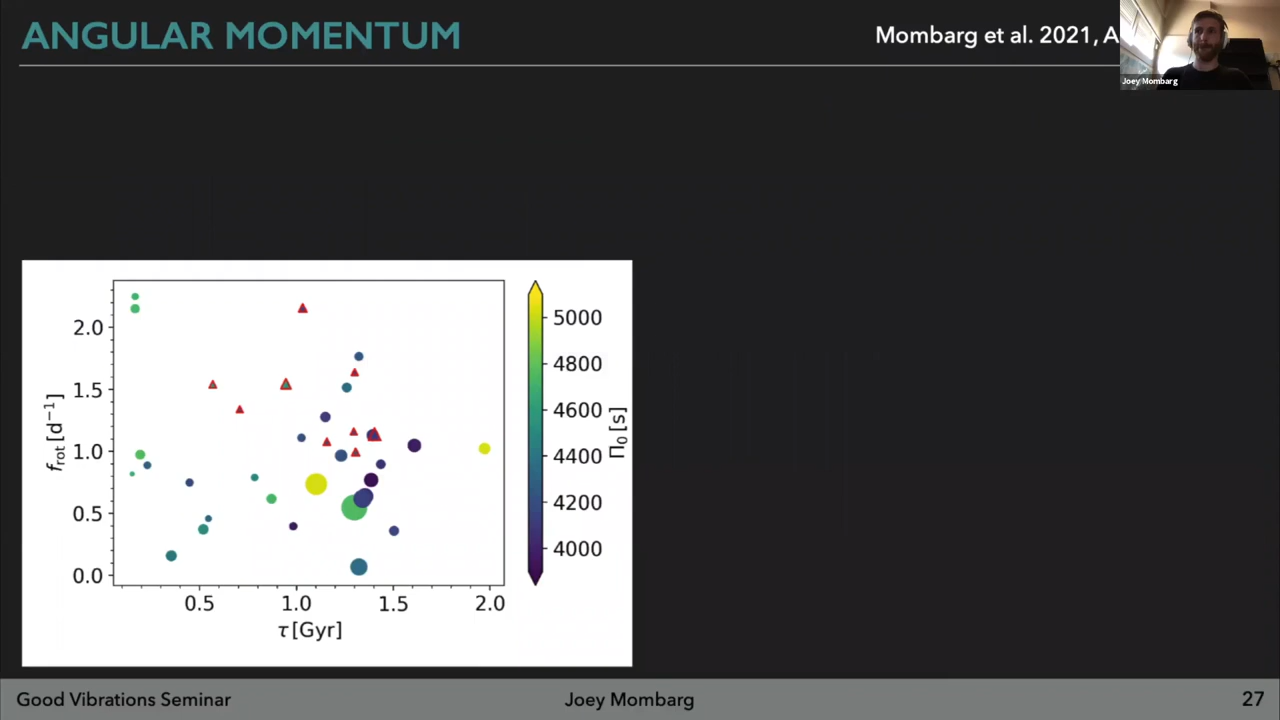 ANGULAR MOMENTUM
Mombarg et al. 2021, A
Joey Mombarg
2.0
1.5
1.0
0.5
0.0
f_rot [d⁻¹]
0.5 1.0 1.5 2.0
τ [Gyr]
5000
4800
4600
4400
4200
4000
Π₀ [s]
Good Vibrations Seminar
Joey Mombarg
27